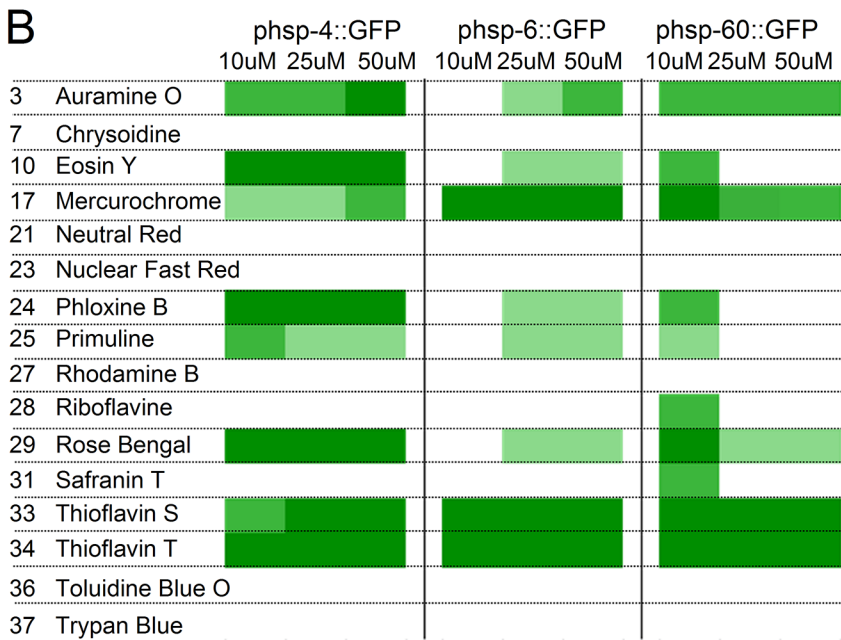 B
phsp-4::GFP phsp-6::GFP phsp-60::GFP
10uM 25uM 50uM 10uM 25uM 50uM 10uM 25uM 50uM
3 Auramine O
7 Chrysoidine
10 Eosin Y
17 Mercurochrome
21 Neutral Red
23 Nuclear Fast Red
24 Phloxine B
25 Primuline
27 Rhodamine B
28 Riboflavine
29 Rose Bengal
31 Safranin T
33 Thioflavin S
34 Thioflavin T
36 Toluidine Blue O
37 Trypan Blue